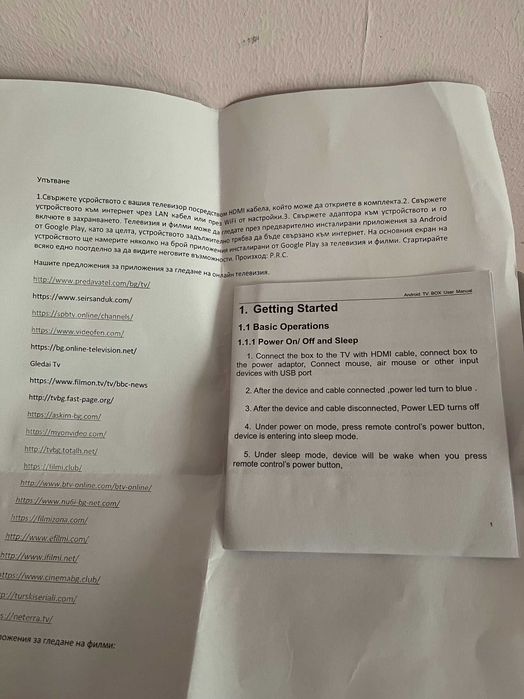 Упътване
1.Свържете усройството с вашия телевизор посредством HDMI кабела, който може да откриете в комплекта.2. Свържете
устройството към интернет чрез LAN кабел или през WiFi от настройки.3. Свържете адаптора към устройството и го
включте в захранването. Телевизия и филми може да гледате през предварително инсталирани приложения за Android
от Google Play, като за целта, устройството задължително трябва да бъде свързано към интернет. На основния екран на
устройство ще намерите няколко на брой приложения инсталирани от Google Play за телевизия и филми. Стартирайте
всяко едно поотделно за да видите неговите възможности. Произход: P.R.C.
Нашите предложения за приложения за гледане на онлайн телевизия.
http://www.predavatel.com/bg/tv/
https://www.seirsanduk.com/
https://spbtv.online/channels/
https://www.videofen.com/
https://bg.online-television.net/
Gledai Tv
https://www.filmon.tv/tv/bbc-news
http://tvbg.fast-page.org/
https://askim-bg.com/
https://myonvideo.com/
http://tvbg.totalh.net/
https://filmi.club/
http://www.btv-online.com/btv-online/
https://www.nu6i-bg-net.com/
https://filmizona.com/
http://www.efilmi.com/
http://www.ifilmi.net/
https://www.cinemabg.club/
p://turskiseriali.com/
s://neterra.tv/
ложения за гледане на филми:
Android TV BOX User Manual
1. Getting Started
1.1 Basic Operations
1.1.1 Power On/ Off and Sleep
1. Connect the box to the TV with HDMI cable, connect box to
the power adaptor, Connect mouse, air mouse or other input
devices with USB port
2. After the device and cable connected ,power led turn to blue .
3. After the device and cable disconnected, Power LED turns off
4. Under power on mode, press remote control's power button,
device is entering into sleep mode.
5. Under sleep mode, device will be wake when you press
remote control's power button,
1